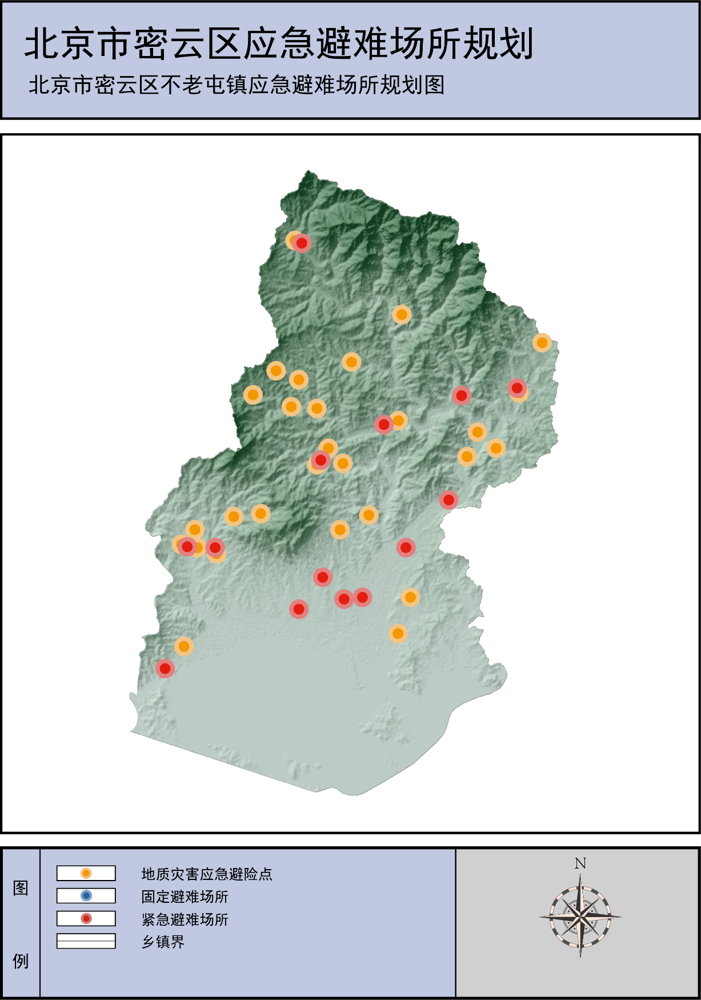 北京市密云区应急避难场所规划
北京市密云区不老屯镇应急避难场所规划图
图
例
地质灾害应急避险点
固定避难场所
紧急避难场所
乡镇界
N